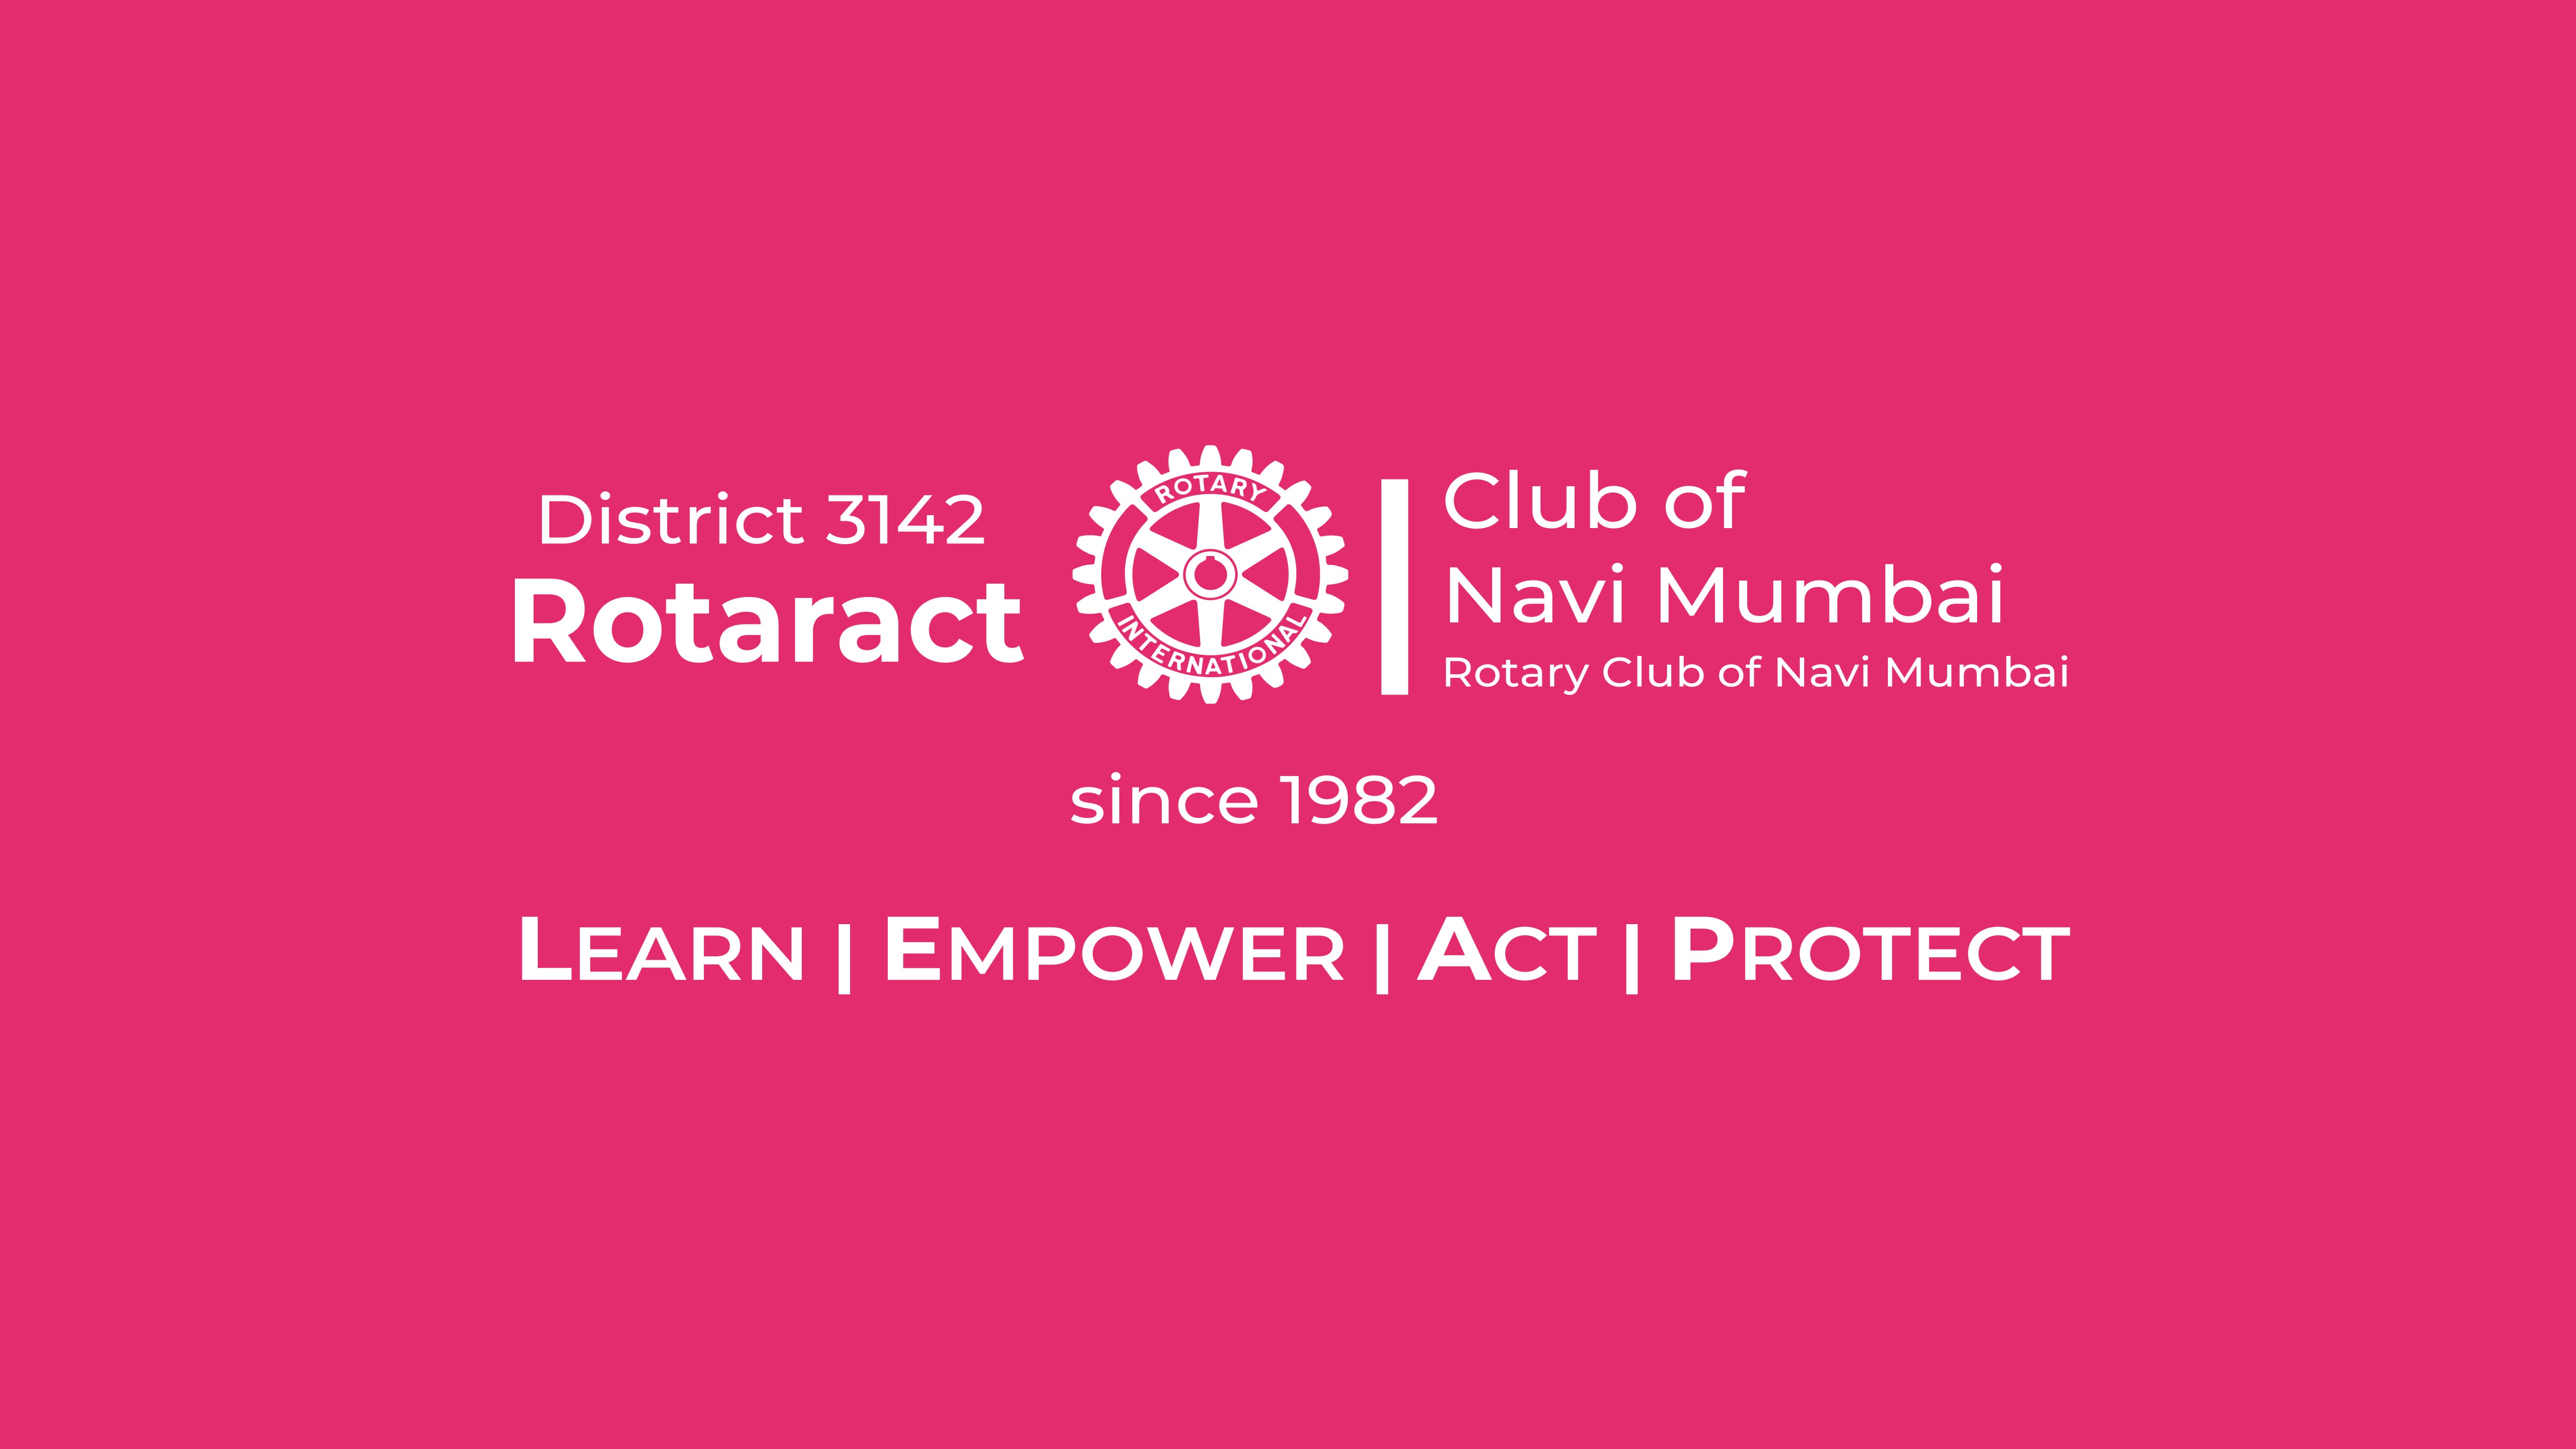 District 3142
Rotaract
ROTARY
INTERNATIONAL
Club of
Navi Mumbai
Rotary Club of Navi Mumbai
since 1982
LEARN | EMPOWER | ACT | PROTECT